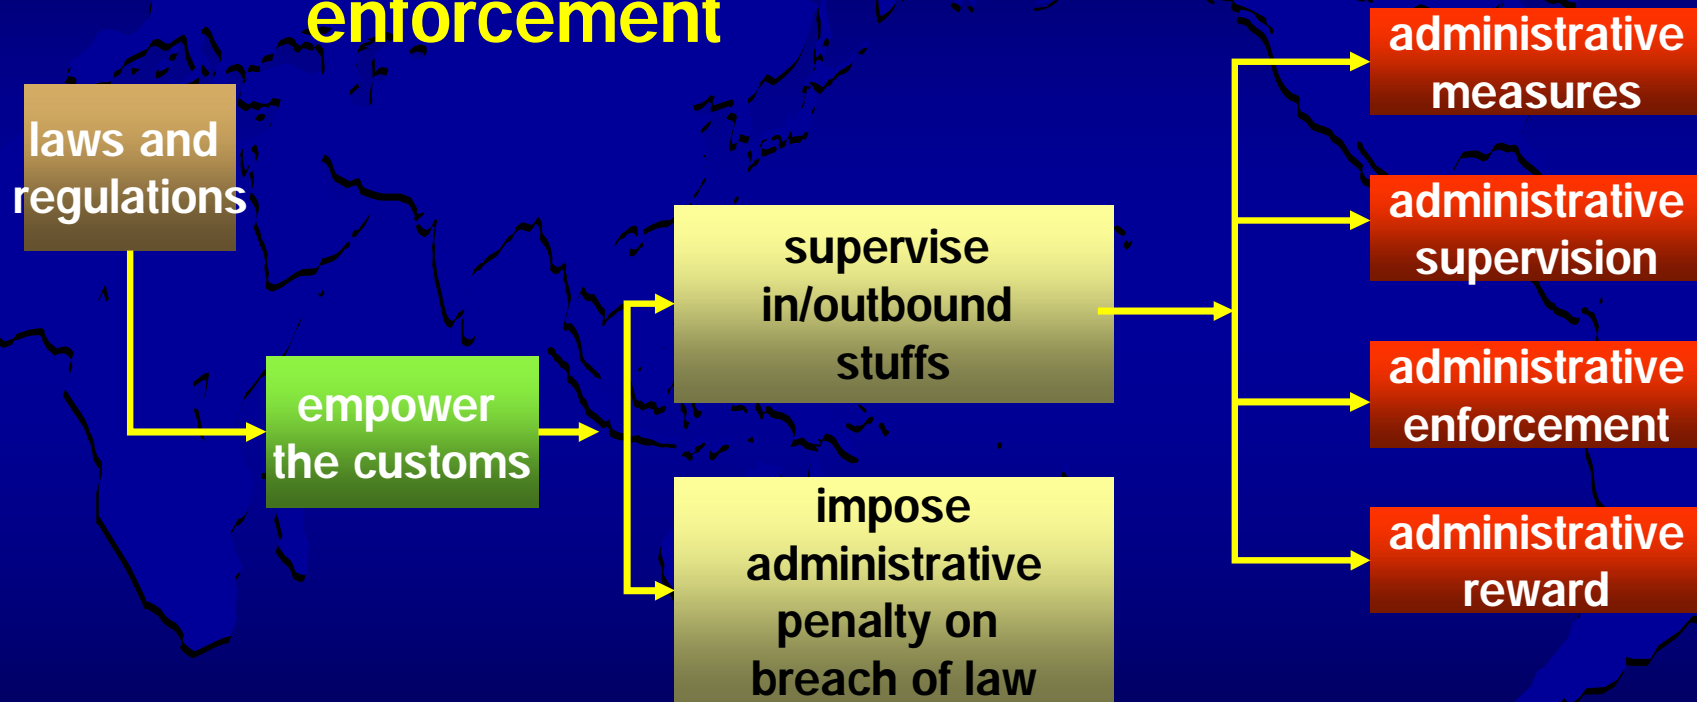 enforcement
laws and
regulations
empower
the customs
supervise
in/outbound
stuffs
impose
administrative
penalty on
breach of law
administrative
measures
administrative
supervision
administrative
enforcement
administrative
reward